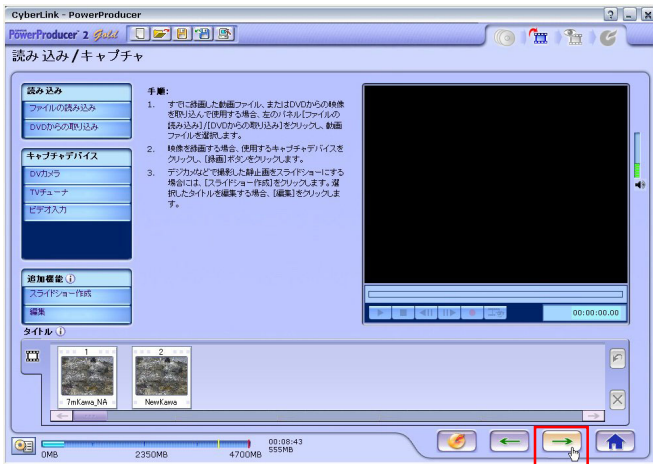 CyberLink - PowerProducer
PowerProducer 2 Gold
読み込み/キャプチャ
読み込み
ファイルの読み込み
DVDからの取り込み
キャプチャデバイス
DVカメラ
TVチューナ
ビデオ入力
追加機能
スライドショー作成
編集
手順:
1. すでに録画した動画ファイル、またはDVDからの映像
を取り込んで使用する場合、左のパネル[ファイルの
読み込み]/[DVDからの取り込み]をクリックし、動画
ファイルを選択します。
2. 映像を録画する場合、使用するキャプチャデバイスを
クリックし、[録画]ボタンをクリックします。
3. デジカメなどで撮影した静止画をスライドショーにする
場合には、[スライドショー作成]をクリックします。選
択したタイトルを編集する場合、[編集]をクリックしま
す。
00:00:00.00
タイトル
1
2
7mKawa_NA
NewKawa
0MB
2350MB
4700MB
00:08:43
555MB